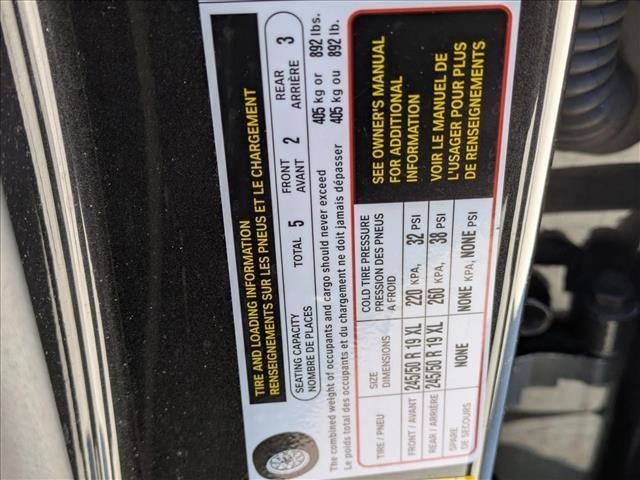 TIRE AND LOADING INFORMATION
RENSEIGNEMENTS SUR LES PNEUS ET LE CHARGEMENT
SEATING CAPACITY
NOMBRE DE PLACES
TOTAL 5
FRONT
AVANT 2
REAR
ARRIÈRE 3
The combined weight of occupants and cargo should never exceed 405 kg or 892 lbs.
Le poids total des occupants et du chargement ne doit jamais dépasser 405 kg ou 892 lb.
TIRE / PNEU
SIZE
DIMENSIONS
COLD TIRE PRESSURE
PRESSION DES PNEUS
A FROID
FRONT / AVANT 245/50 R 19 XL 220 KPA, 32 PSI
REAR / ARRIÈRE 245/50 R 19 XL 260 KPA, 38 PSI
SPARE
DE SECOURS
NONE NONE KPA, NONE PSI
SEE OWNER'S MANUAL
FOR ADDITIONAL
INFORMATION
VOIR LE MANUEL DE
L'USAGER POUR PLUS
DE RENSEIGNEMENTS